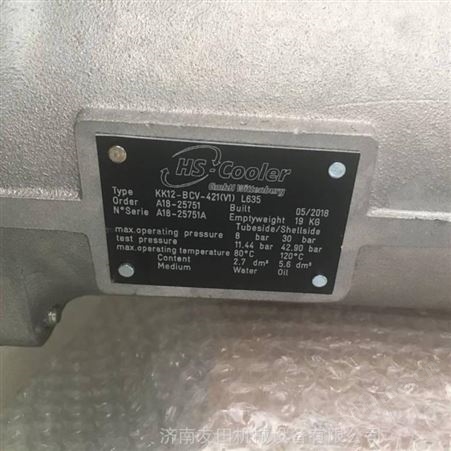 HS-Cooler
GmbH Wittenburg
Type KK12-BCV-421(V1) L635
Order A18-25751 Built 05/2018
N°Serie A18-25751A Emptyweight 19 KG
Tubeside/Shellside
max.operating pressure 8 bar 30 bar
test pressure 11.44 bar 42.90 bar
max.operating temperature 80°C 120°C
Content 2.7 dm³ 5.6 dm³
Medium Water Oil
济南友田机械设备有限公司